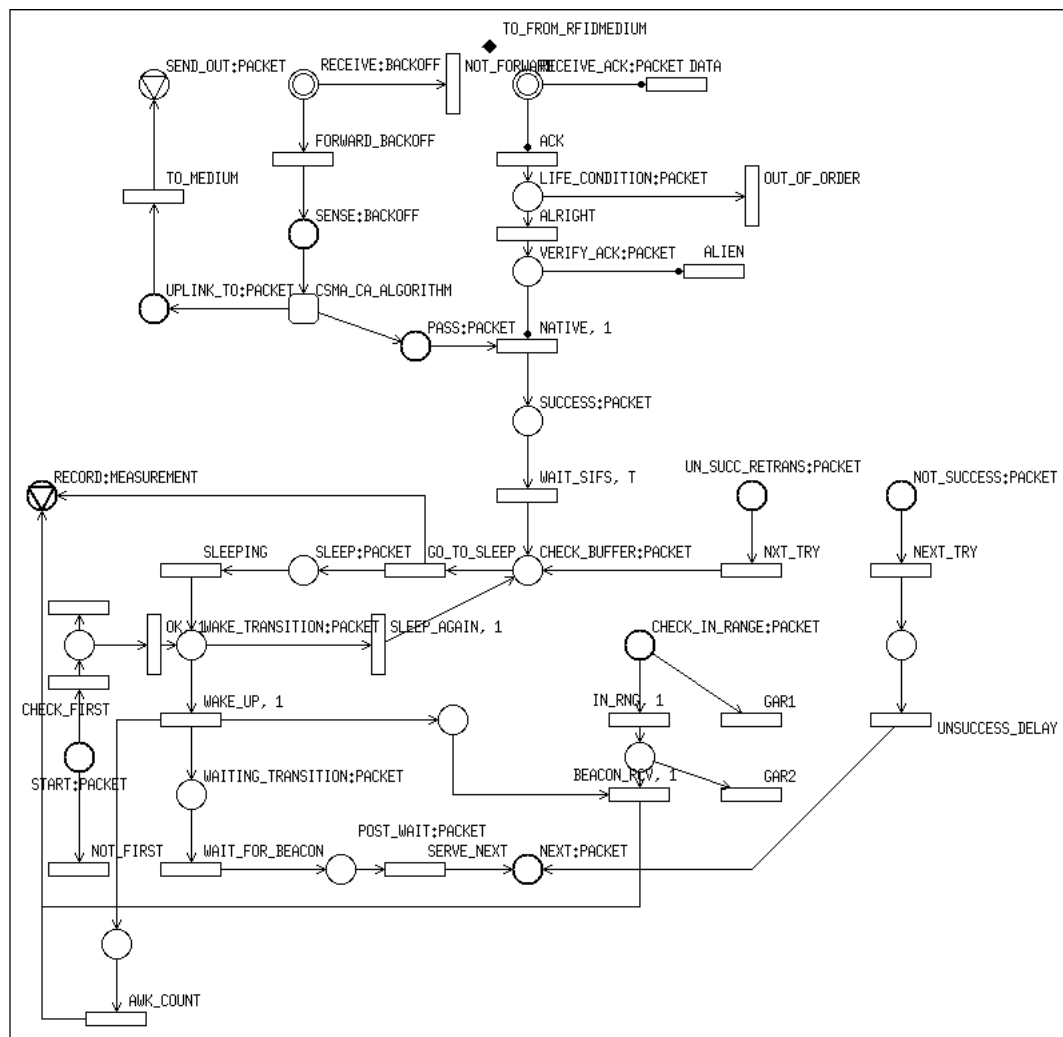 TO_FROM_RFIDMEDIUM
SEND_OUT:PACKET
RECEIVE:BACKOFF
NOT_FORWARD
RECEIVE_ACK:PACKET
DATA
FORWARD_BACKOFF
ACK
TO_MEDIUM
LIFE_CONDITION:PACKET
OUT_OF_ORDER
SENSE:BACKOFF
ALRIGHT
VERIFY_ACK:PACKET
ALIEN
UPLINK_TO:PACKET
CSMA_CA_ALGORITHM
PASS:PACKET
NATIVE, 1
SUCCESS:PACKET
RECORD:MEASUREMENT
WAIT_SIFS, T
UN_SUCC_RETRANS:PACKET
NOT_SUCCESS:PACKET
SLEEPING
SLEEP:PACKET
GO_TO_SLEEP
CHECK_BUFFER:PACKET
NXT_TRY
NEXT_TRY
OK, 1
WAKE_TRANSITION:PACKET
SLEEP_AGAIN, 1
CHECK_IN_RANGE:PACKET
CHECK_FIRST
WAKE_UP, 1
IN_RNG, 1
GAR1
UNSUCCESS_DELAY
START:PACKET
WAITING_TRANSITION:PACKET
BEACON_RCV, 1
GAR2
POST_WAIT:PACKET
NOT_FIRST
WAIT_FOR_BEACON
SERVE_NEXT
NEXT:PACKET
AWK_COUNT